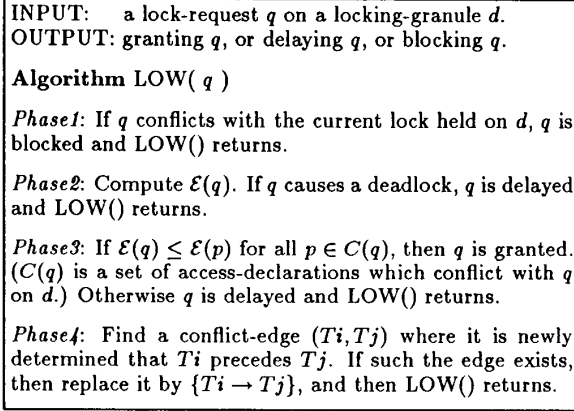 INPUT: a lock-request q on a locking-granule d.
OUTPUT: granting q, or delaying q, or blocking q.
Algorithm LOW( q )
Phase1: If q conflicts with the current lock held on d, q is
blocked and LOW() returns.
Phase2: Compute ℰ(q). If q causes a deadlock, q is delayed
and LOW() returns.
Phase3: If ℰ(q) ≤ ℰ(p) for all p ∈ C(q), then q is granted.
(C(q) is a set of access-declarations which conflict with q
on d.) Otherwise q is delayed and LOW() returns.
Phase4: Find a conflict-edge (Ti, Tj) where it is newly
determined that Ti precedes Tj. If such the edge exists,
then replace it by {Ti → Tj}, and then LOW() returns.